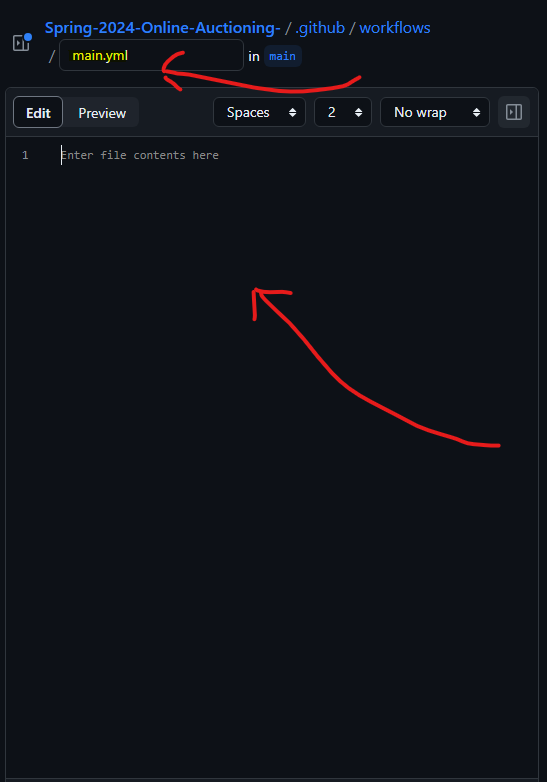 Spring-2024-Online-Auctioning- / .github / workflows
/ main.yml in main
Edit Preview Spaces 2 No wrap
1 Enter file contents here